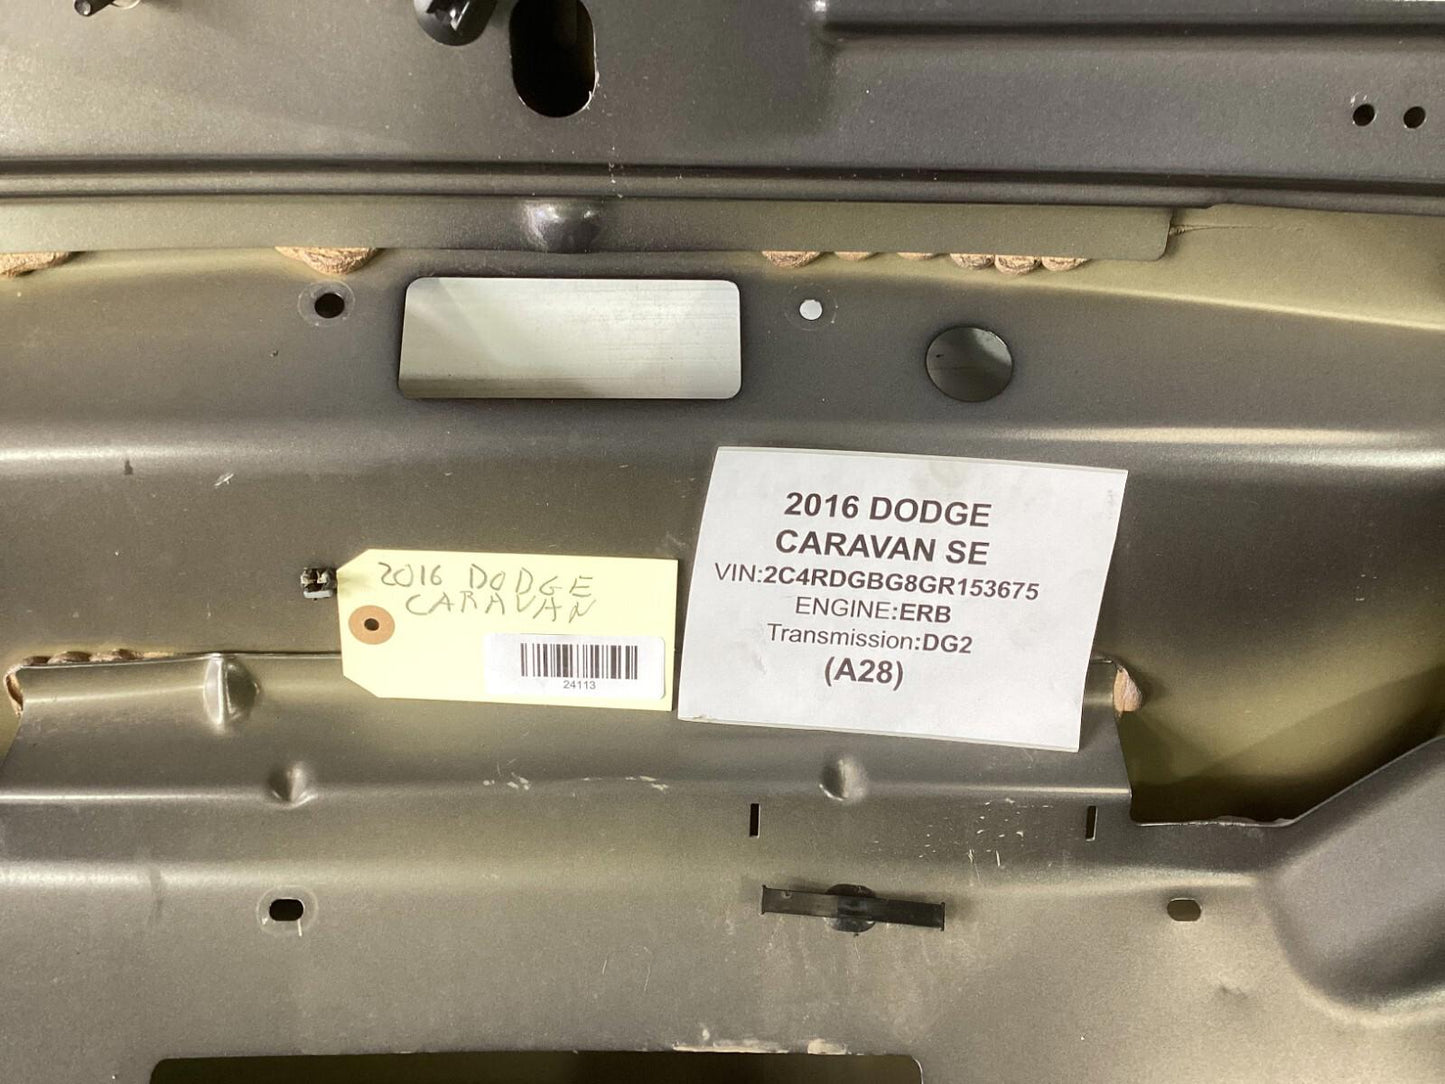 2016 DODGE
CARAVAN
24113
2016 DODGE
CARAVAN SE
VIN:2C4RDGBG8GR153675
ENGINE:ERB
Transmission:DG2
(A28)